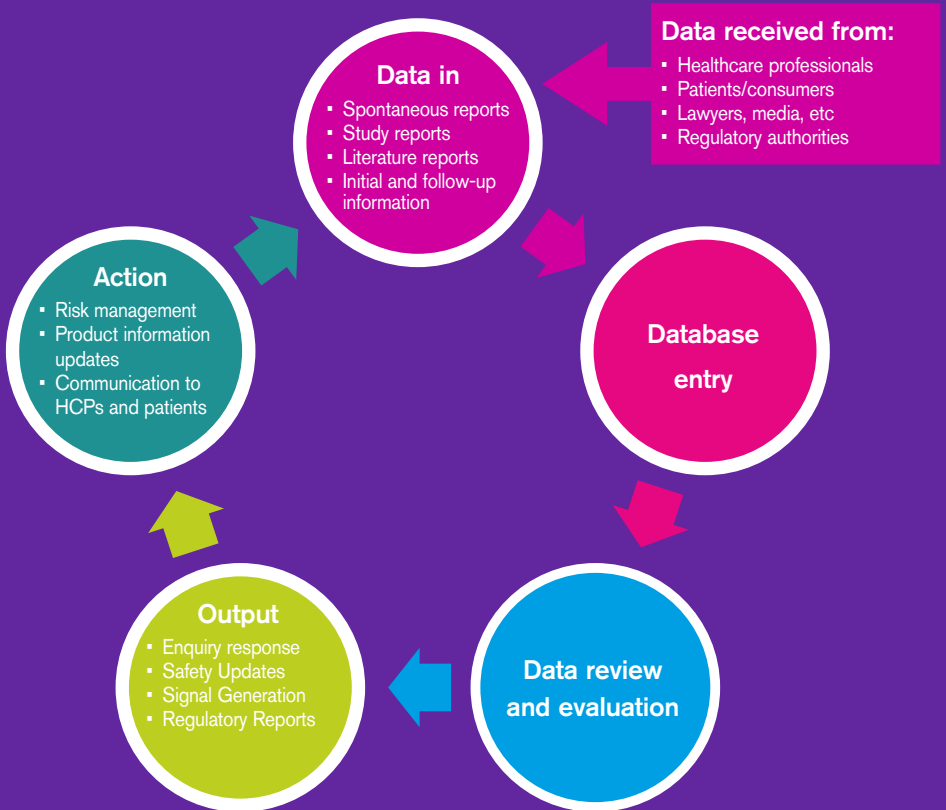 Data received from:
▪ Healthcare professionals
▪ Patients/consumers
▪ Lawyers, media, etc
▪ Regulatory authorities
Data in
▪ Spontaneous reports
▪ Study reports
▪ Literature reports
▪ Initial and follow-up
information
Database
entry
Data review
and evaluation
Output
▪ Enquiry response
▪ Safety Updates
▪ Signal Generation
▪ Regulatory Reports
Action
▪ Risk management
▪ Product information
updates
▪ Communication to
HCPs and patients